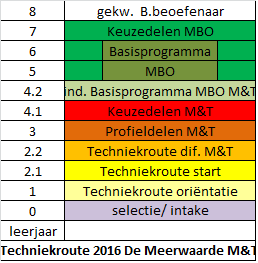 8 gekw. B.beoefenaar
7 Keuzedelen MBO
6 Basisprogramma
5 MBO
4.2 ind. Basisprogramma MBO M&T
4.1 Keuzedelen M&T
3 Profieldelen M&T
2.2 Techniekroute dif. M&T
2.1 Techniekroute start
1 Techniekroute oriëntatie
0 selectie/ intake
leerjaar
Techniekroute 2016 De Meerwaarde M&T